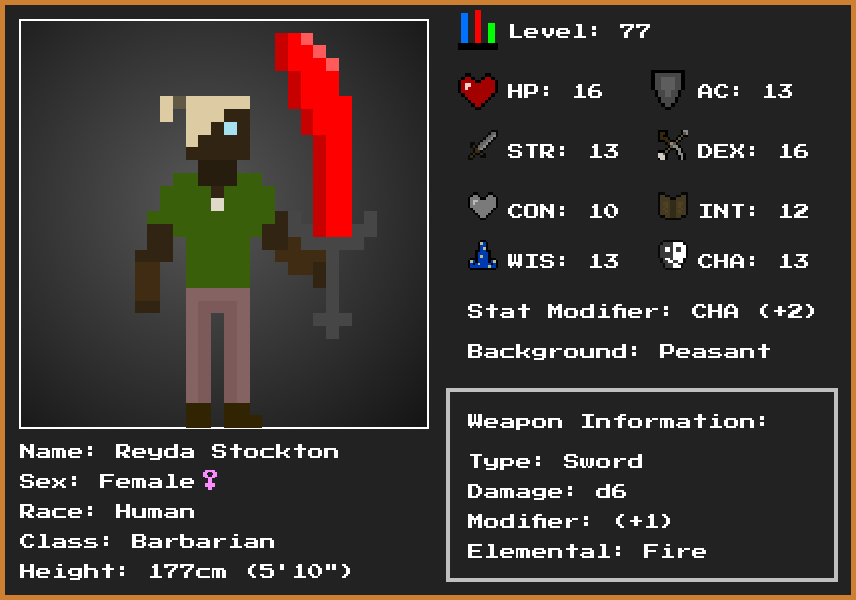 Level: 77
HP: 16
AC: 13
STR: 13
DEX: 16
CON: 10
INT: 12
WIS: 13
CHA: 13
Stat Modifier: CHA (+2)
Background: Peasant
Name: Reyda Stockton
Sex: Female♀
Race: Human
Class: Barbarian
Height: 177cm (5'10")
Weapon Information:
Type: Sword
Damage: d6
Modifier: (+1)
Elemental: Fire